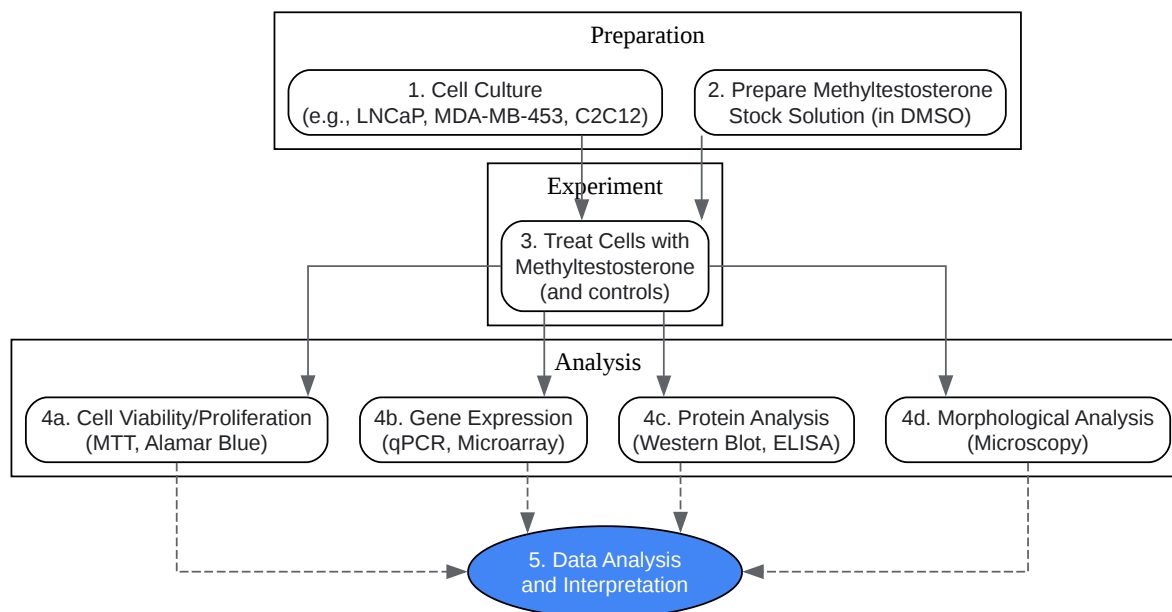 Preparation
1. Cell Culture
(e.g., LNCaP, MDA-MB-453, C2C12)
2. Prepare Methyltestosterone
Stock Solution (in DMSO)
Experiment
3. Treat Cells with
Methyltestosterone
(and controls)
Analysis
4a. Cell Viability/Proliferation
(MTT, Alamar Blue)
4b. Gene Expression
(qPCR, Microarray)
4c. Protein Analysis
(Western Blot, ELISA)
4d. Morphological Analysis
(Microscopy)
5. Data Analysis
and Interpretation